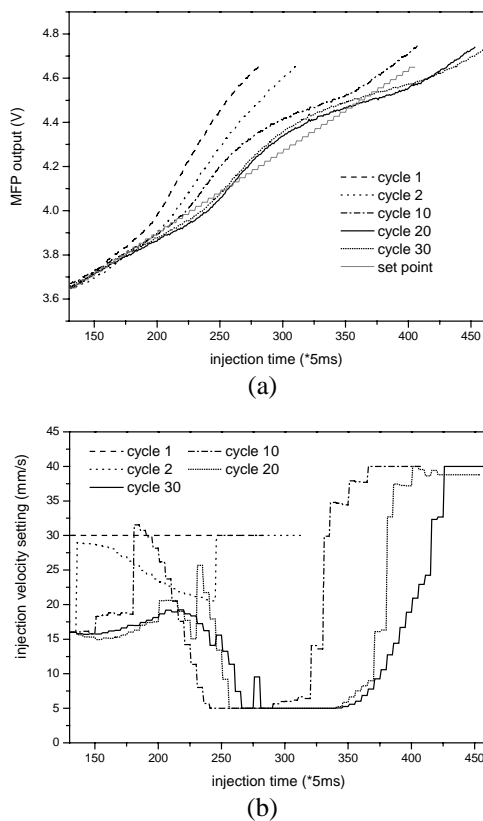 4.8
4.6
4.4
4.2
4.0
3.8
3.6
MFP output (V)
cycle 1
cycle 2
cycle 10
cycle 20
cycle 30
set point
150 200 250 300 350 400 450
injection time (*5ms)
(a)
45
40
35
30
25
20
15
10
5
0
injection velocity setting (mm/s)
cycle 1 cycle 10
cycle 2 cycle 20
cycle 30
150 200 250 300 350 400 450
injection time (*5ms)
(b)